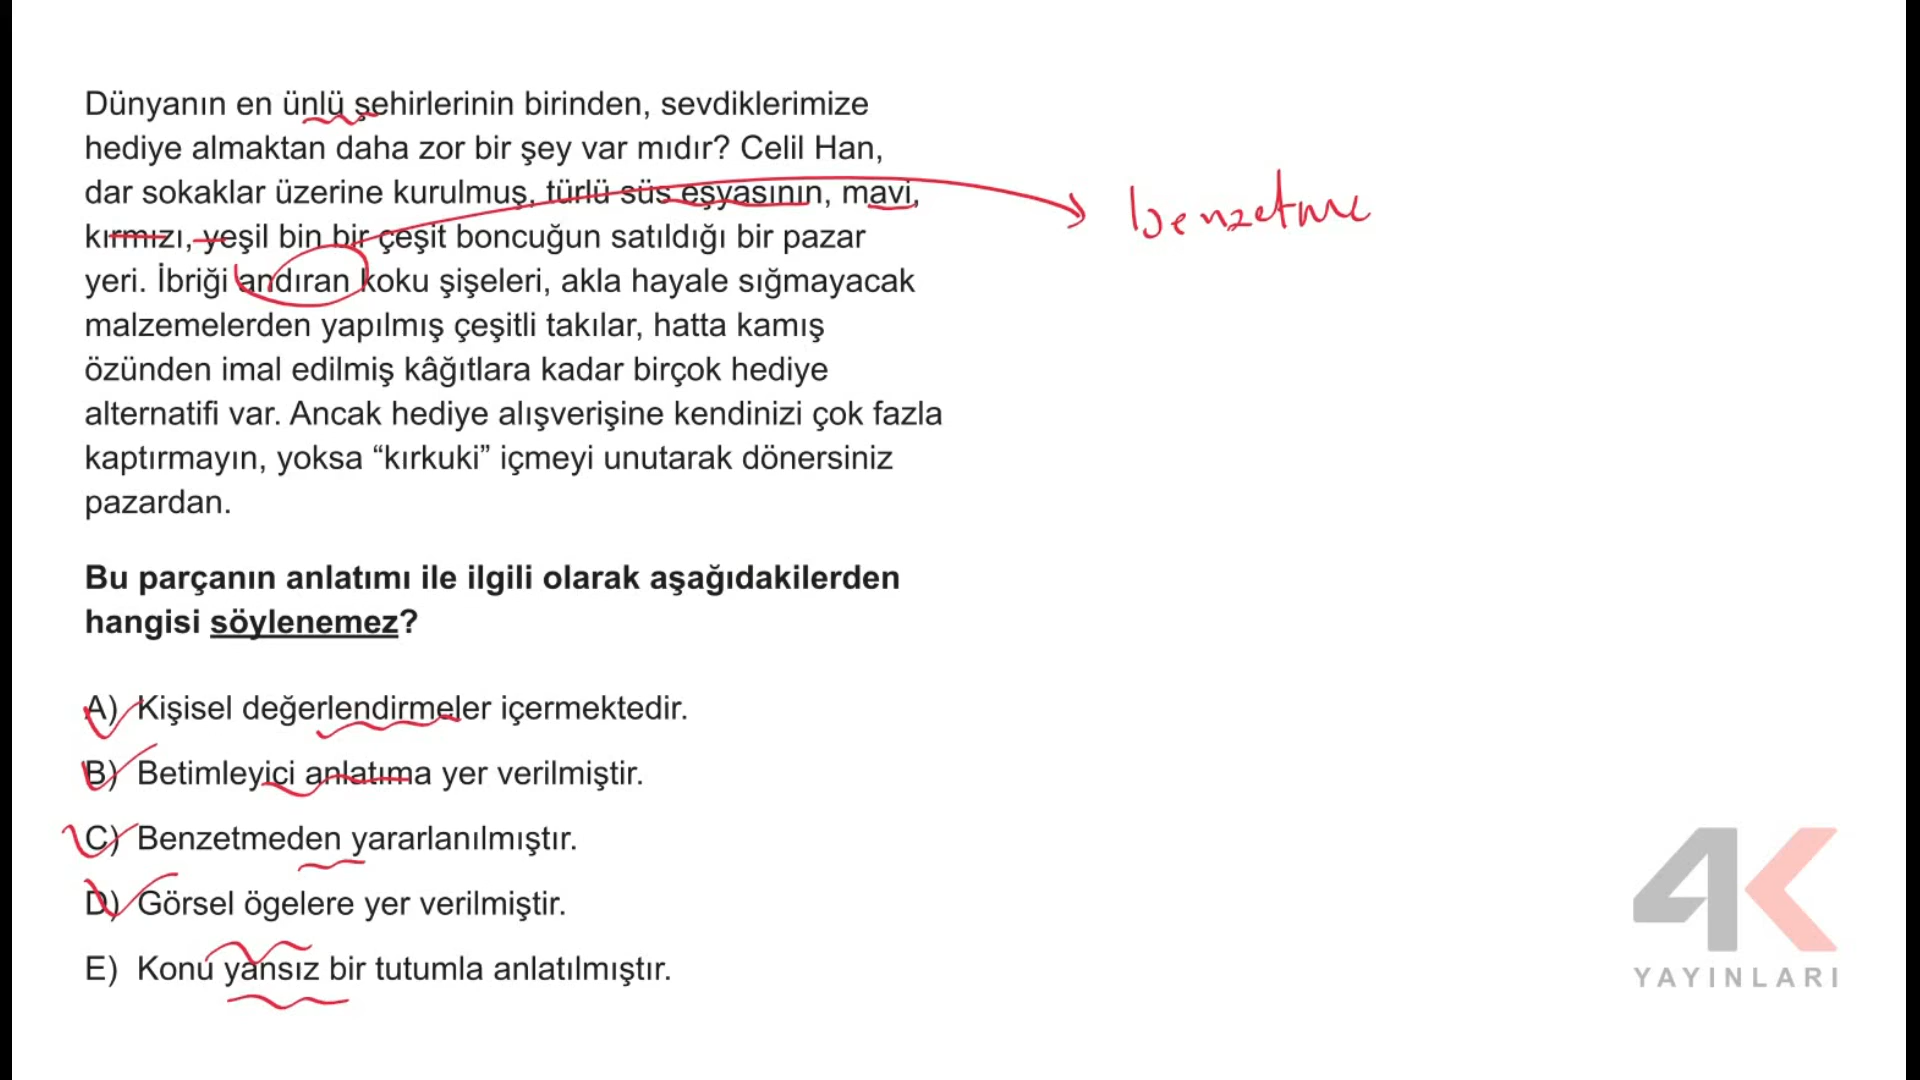 Dünyanın en ünlü şehirlerinin birinden, sevdiklerimize
hediye almaktan daha zor bir şey var mıdır? Celil Han,
dar sokaklar üzerine kurulmuş, türlü süs eşyasının, mavi,
kırmızı, yeşil bin bir çeşit boncuğun satıldığı bir pazar
yeri. İbriği andıran koku şişeleri, akla hayale sığmayacak
malzemelerden yapılmış çeşitli takılar, hatta kamış
özünden imal edilmiş kâğıtlara kadar birçok hediye
alternatifi var. Ancak hediye alışverişine kendinizi çok fazla
kaptırmayın, yoksa “kırkuki” içmeyi unutarak dönersiniz
pazardan.
benzetme
Bu parçanın anlatımı ile ilgili olarak aşağıdakilerden
hangisi söylenemez?
A) Kişisel değerlendirmeler içermektedir.
B) Betimleyici anlatıma yer verilmiştir.
C) Benzetmeden yararlanılmıştır.
D) Görsel ögelere yer verilmiştir.
E) Konu yansız bir tutumla anlatılmıştır.
4K
YAYINLARI